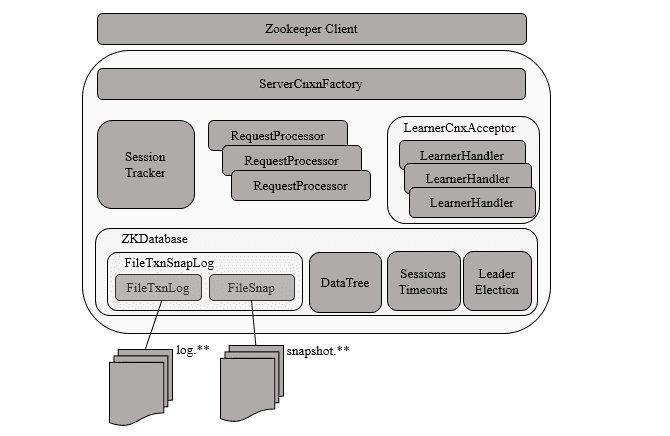 Zookeeper Client
ServerCnxnFactory
Session
Tracker
RequestProcessor
RequestProcessor
RequestProcessor
LearnerCnxAcceptor
LearnerHandler
LearnerHandler
LearnerHandler
ZKDatabase
FileTxnSnapLog
FileTxnLog
FileSnap
DataTree
Sessions
Timeouts
Leader
Election
log.**
snapshot.**